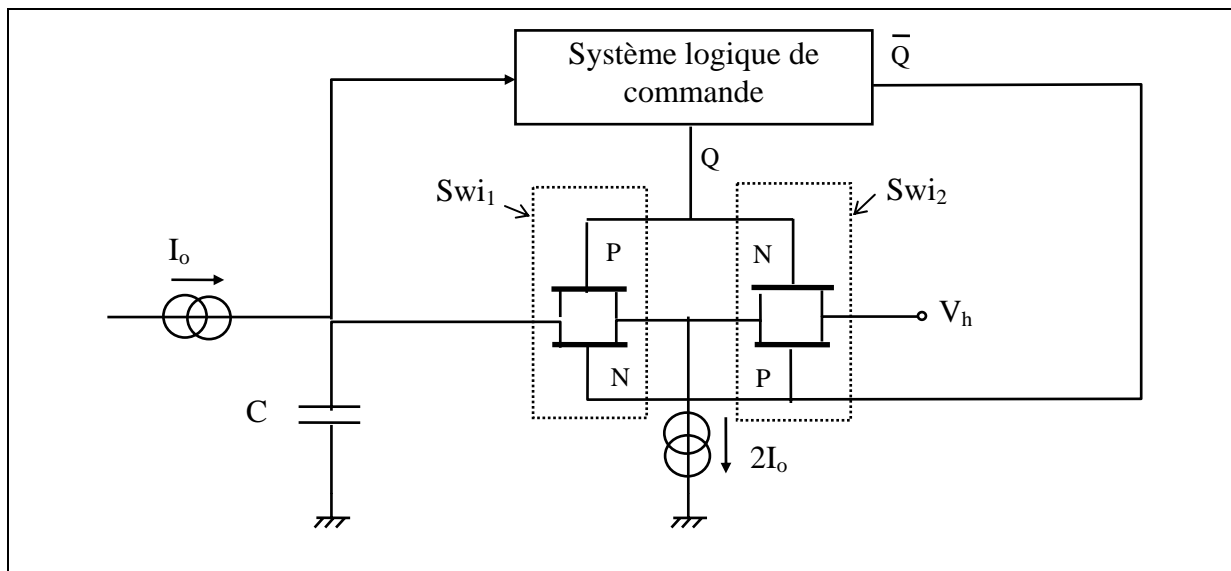 Système logique de
commande
Q̅
Q
Swi₁
Swi₂
P
N
Iₒ
Vₕ
N
P
C
2Iₒ